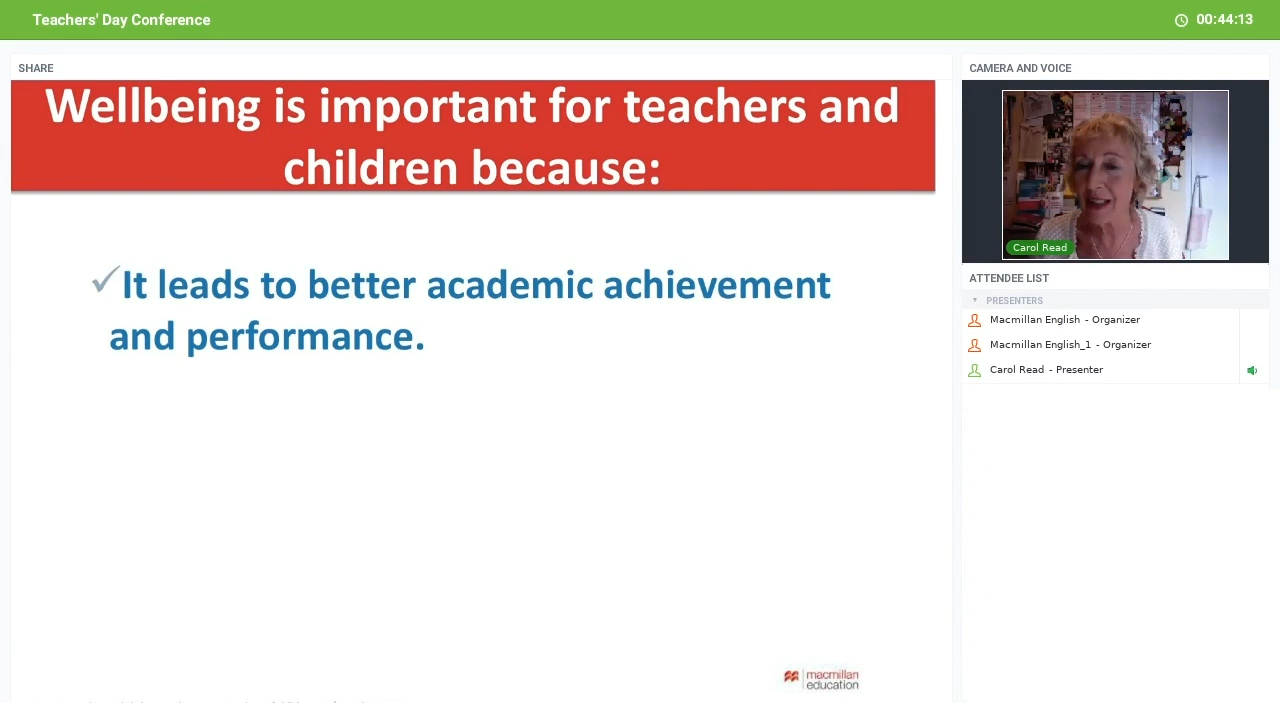 Teachers' Day Conference
00:44:13
SHARE
Wellbeing is important for teachers and
children because:
It leads to better academic achievement
and performance.
macmillan
education
CAMERA AND VOICE
Carol Read
ATTENDEE LIST
PRESENTERS
Macmillan English - Organizer
Macmillan English_1 - Organizer
Carol Read - Presenter